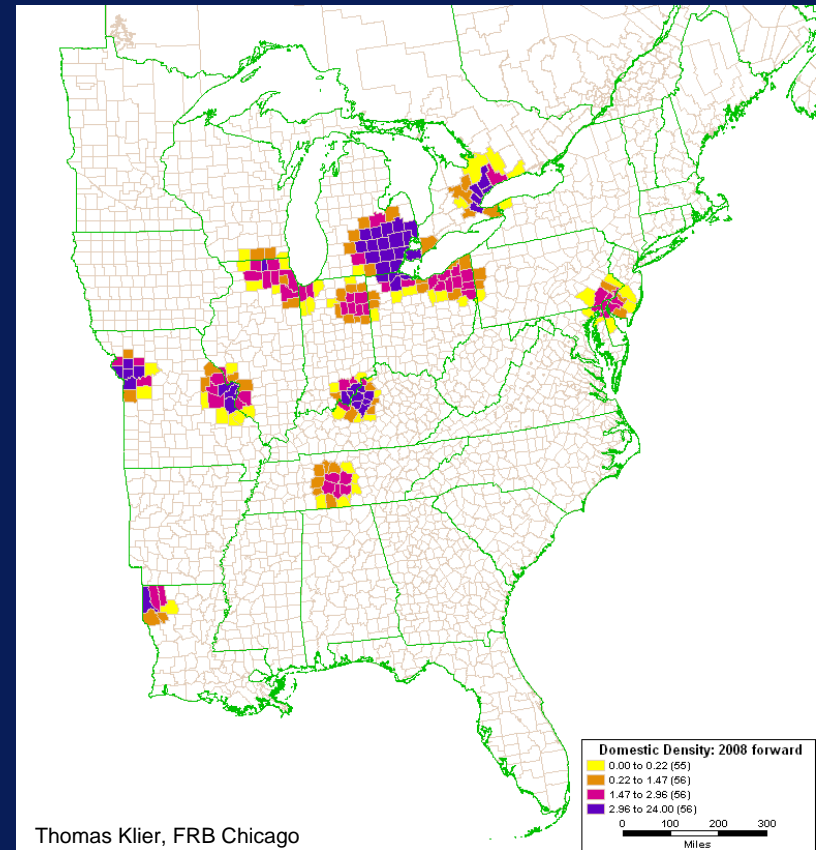 Domestic Density: 2008 forward
0.00 to 0.22 (55)
0.22 to 1.47 (56)
1.47 to 2.96 (56)
2.96 to 24.00 (56)
0 100 200 300
Miles
Thomas Klier, FRB Chicago